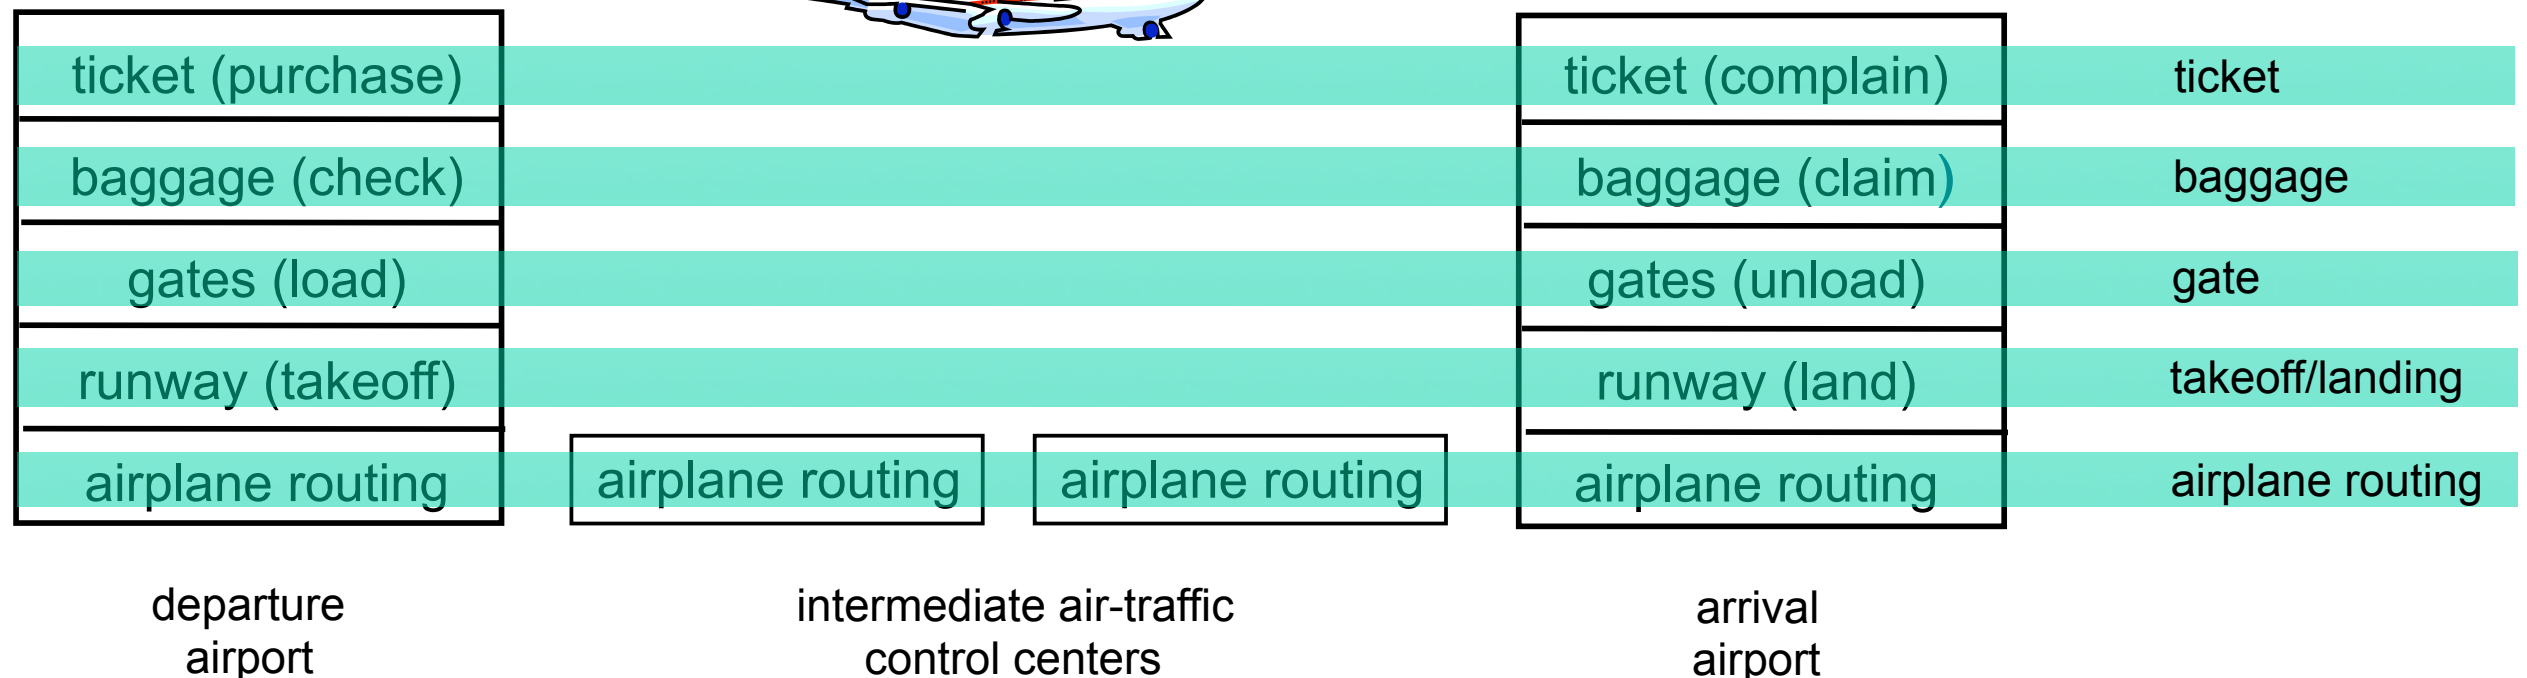 ticket (purchase)
ticket (complain)
ticket
baggage (check)
baggage (claim)
baggage
gates (load)
gates (unload)
gate
runway (takeoff)
runway (land)
takeoff/landing
airplane routing
airplane routing
airplane routing
airplane routing
airplane routing
departure
airport
intermediate air-traffic
control centers
arrival
airport